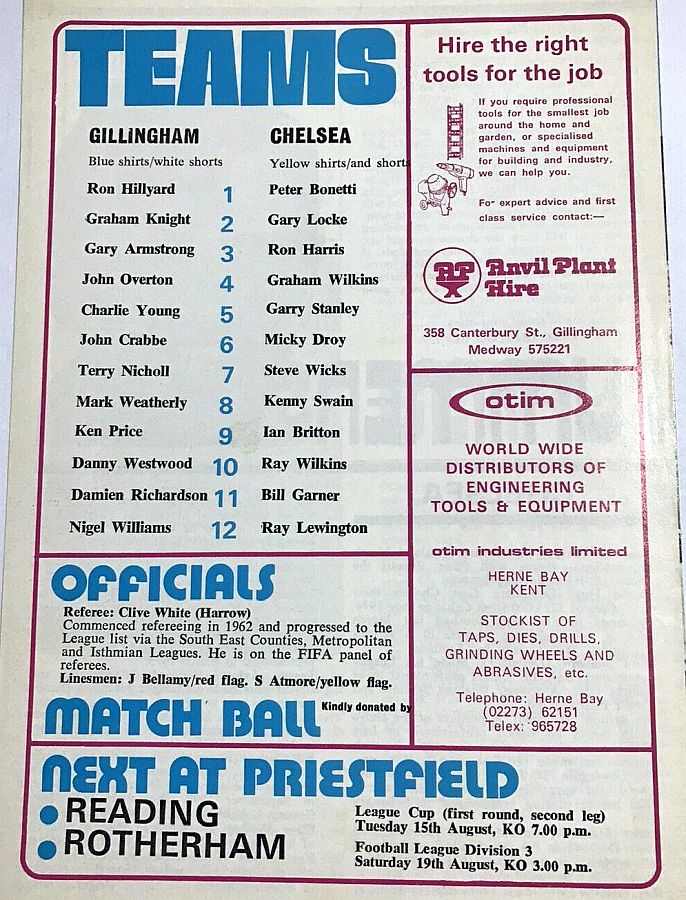 TEAMS
GILLINGHAM CHELSEA
Blue shirts/white shorts Yellow shirts/and shorts
Ron Hillyard 1 Peter Bonetti
Graham Knight 2 Gary Locke
Gary Armstrong 3 Ron Harris
John Overton 4 Graham Wilkins
Charlie Young 5 Garry Stanley
John Crabbe 6 Micky Droy
Terry Nicholl 7 Steve Wicks
Mark Weatherly 8 Kenny Swain
Ken Price 9 Ian Britton
Danny Westwood 10 Ray Wilkins
Damien Richardson 11 Bill Garner
Nigel Williams 12 Ray Lewington
OFFICIALS
Referee: Clive White (Harrow)
Commenced refereeing in 1962 and progressed to the
League list via the South East Counties, Metropolitan
and Isthmian Leagues. He is on the FIFA panel of
referees.
Linesmen: J Bellamy/red flag. S Atmore/yellow flag.
MATCH BALL Kindly donated by
Hire the right
tools for the job
If you require professional
tools for the smallest job
around the home and
garden, or specialised
machines and equipment
for building and industry,
we can help you.
For expert advice and first
class service contact:—
AP Anvil Plant
Hire
358 Canterbury St., Gillingham
Medway 575221
otim
WORLD WIDE
DISTRIBUTORS OF
ENGINEERING
TOOLS & EQUIPMENT
otim industries limited
HERNE BAY
KENT
STOCKIST OF
TAPS, DIES, DRILLS,
GRINDING WHEELS AND
ABRASIVES, etc.
Telephone: Herne Bay
(02273) 62151
Telex: 965728
NEXT AT PRIESTFIELD
• READING
League Cup (first round, second leg)
Tuesday 15th August, KO 7.00 p.m.
• ROTHERHAM
Football League Division 3
Saturday 19th August, KO 3.00 p.m.